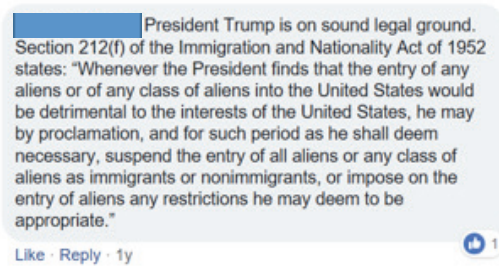 President Trump is on sound legal ground.
Section 212(f) of the Immigration and Nationality Act of 1952
states: “Whenever the President finds that the entry of any
aliens or of any class of aliens into the United States would
be detrimental to the interests of the United States, he may
by proclamation, and for such period as he shall deem
necessary, suspend the entry of all aliens or any class of
aliens as immigrants or nonimmigrants, or impose on the
entry of aliens any restrictions he may deem to be
appropriate.”
1
Like · Reply · 1y